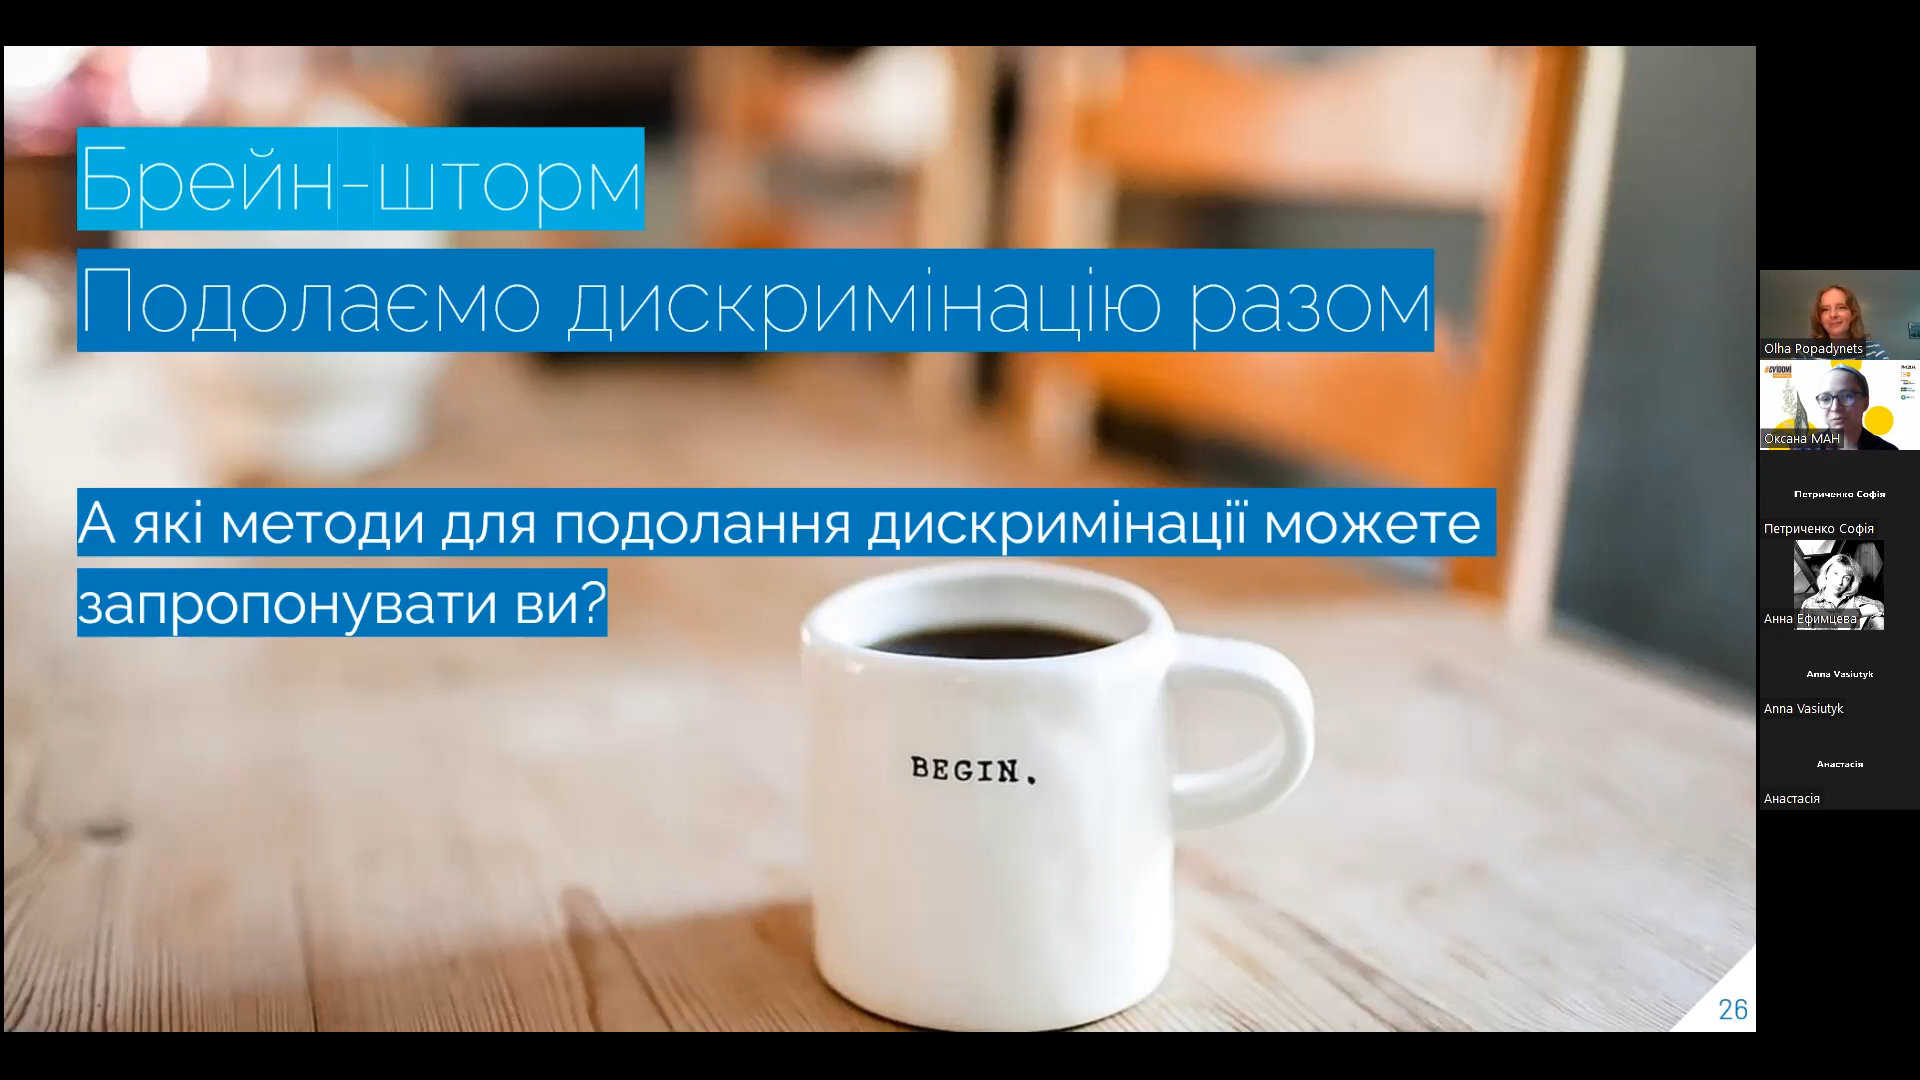 Брейн-шторм
Подолаємо дискримінацію разом
А які методи для подолання дискримінації можете
запропонувати ви?
BEGIN.
26
Olha Popadynets
Оксана МАН
Петриченко Софія
Петриченко Софія
Анна Ефимцева
Anna Vasiutyk
Anna Vasiutyk
Анастасія
Анастасія